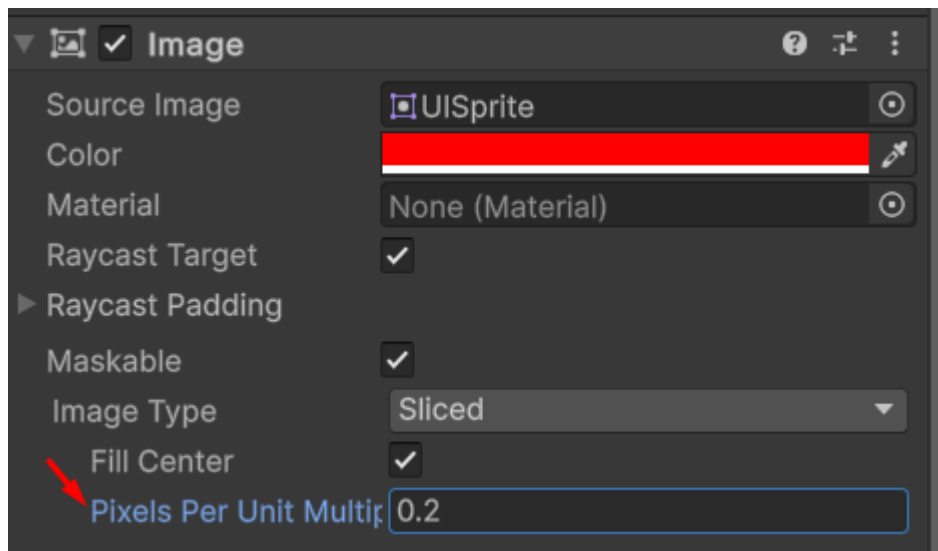 Image
Source Image UISprite
Color
Material None (Material)
Raycast Target
Raycast Padding
Maskable
Image Type Sliced
Fill Center
Pixels Per Unit Multip 0.2